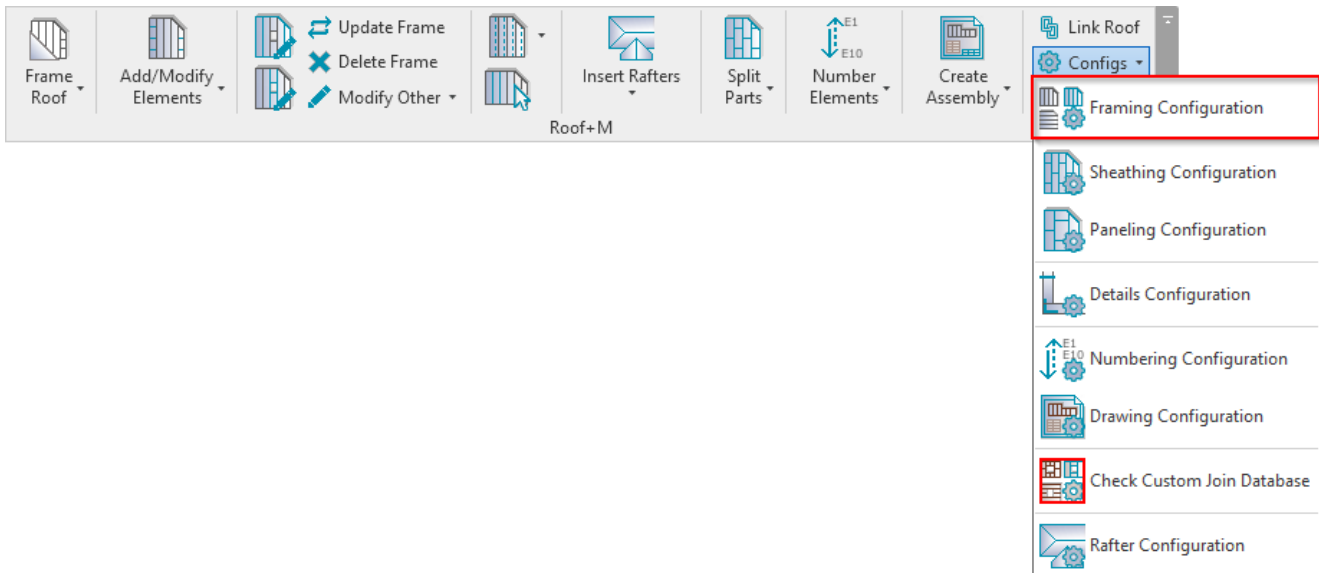 Frame
Roof
Add/Modify
Elements
Update Frame
Delete Frame
Modify Other
Insert Rafters
Split
Parts
E1
E10
Number
Elements
Create
Assembly
Link Roof
Configs
Roof+M
Framing Configuration
Sheathing Configuration
Paneling Configuration
Details Configuration
E1
E10
Numbering Configuration
Drawing Configuration
Check Custom Join Database
Rafter Configuration